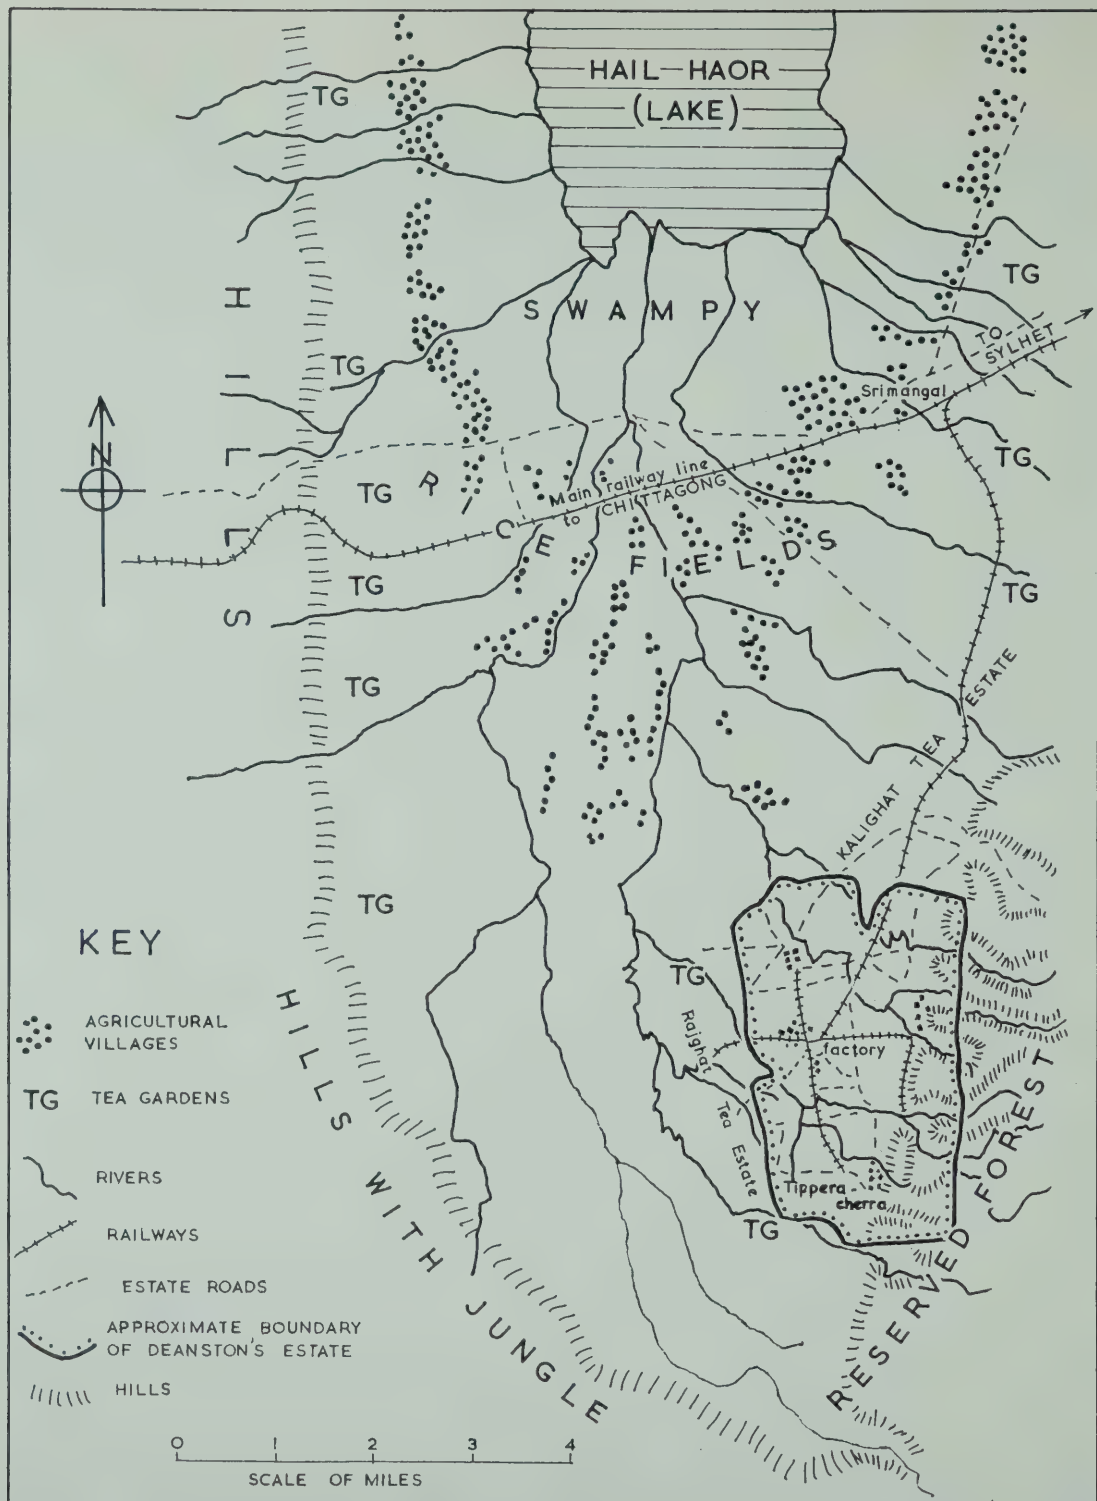 HAIL-HAOR
(LAKE)
TG
TG
HILLS
SWAMPY
TG
TO
SYLHET
Srimangal
N
TG
RICE FIELDS
Main railway line
to CHITTAGONG
TG
TG
TG
TG
KALIGHAT TEA ESTATE
TG
KEY
TG
Rajghat
Tea Estate
factory
Tippera
cherra
TG
HILLS WITH JUNGLE
RESERVED FOREST
AGRICULTURAL
VILLAGES
TG TEA GARDENS
RIVERS
RAILWAYS
ESTATE ROADS
APPROXIMATE BOUNDARY
OF DEANSTON'S ESTATE
HILLS
0 1 2 3 4
SCALE OF MILES